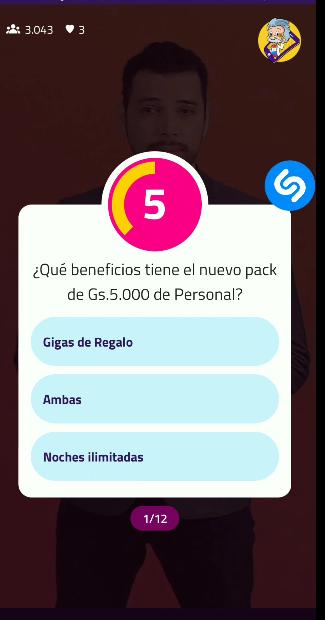 3.043
3
5
¿Qué beneficios tiene el nuevo pack
de Gs.5.000 de Personal?
Gigas de Regalo
Ambas
Noches ilimitadas
1/12